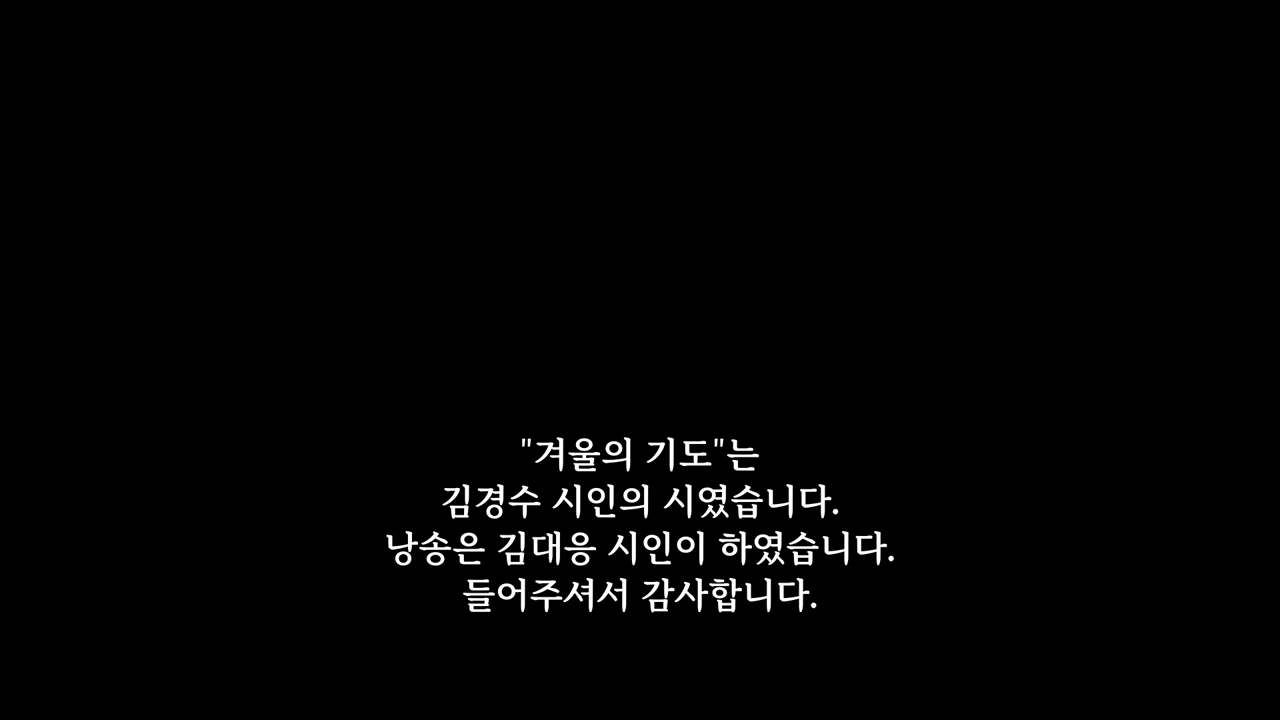 "겨울의 기도"는
김경수 시인의 시였습니다.
낭송은 김대응 시인이 하였습니다.
들어주셔서 감사합니다.